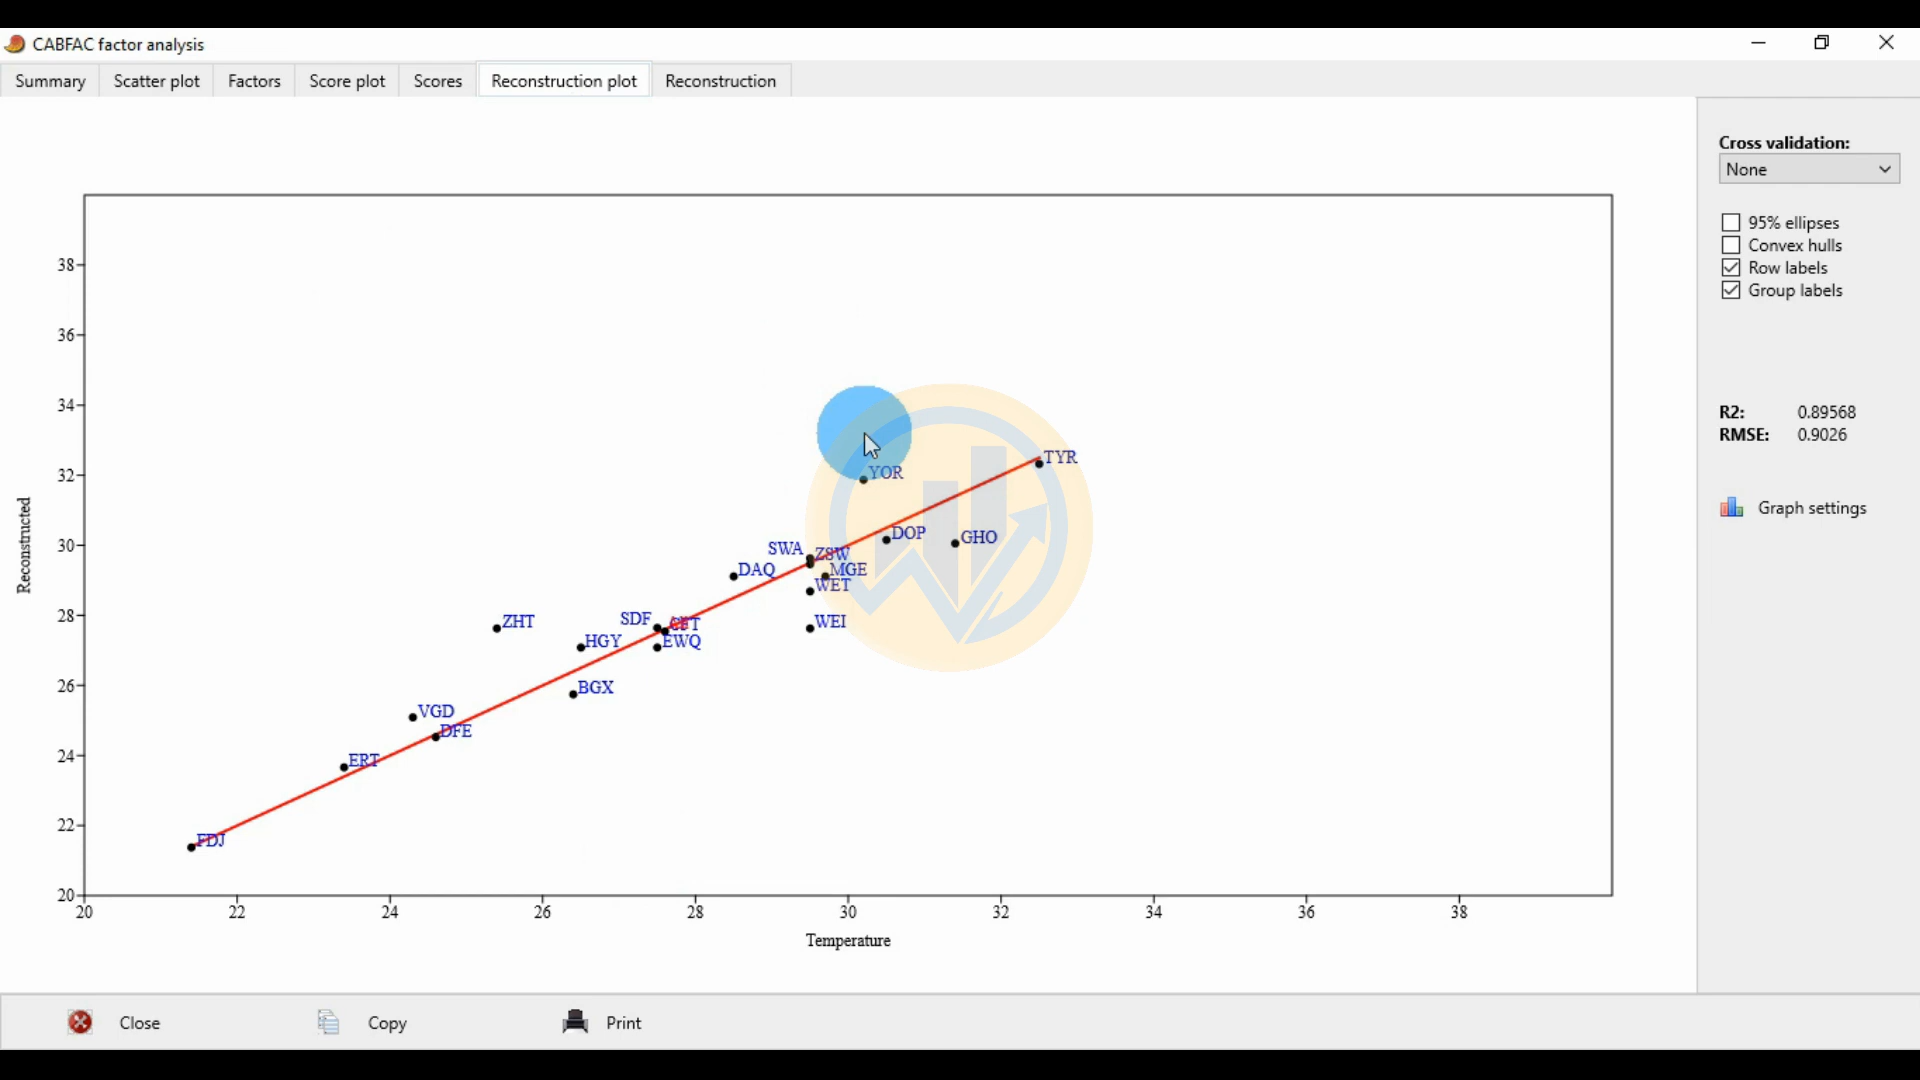 CABFAC factor analysis
Summary Scatter plot Factors Score plot Scores Reconstruction plot Reconstruction
Cross validation:
None
95% ellipses
Convex hulls
Row labels
Group labels
R2: 0.89568
RMSE: 0.9026
Graph settings
38
36
34
32
30
28
26
24
22
20
Reconstructed
YOR
TYR
DOP
GHO
SWA
ZSW
DAQ
MGE
WET
ZHT
SDF
WEI
HGY
EWQ
BGX
VGD
DFE
ERT
FDJ
20 22 24 26 28 30 32 34 36 38
Temperature
Close Copy Print